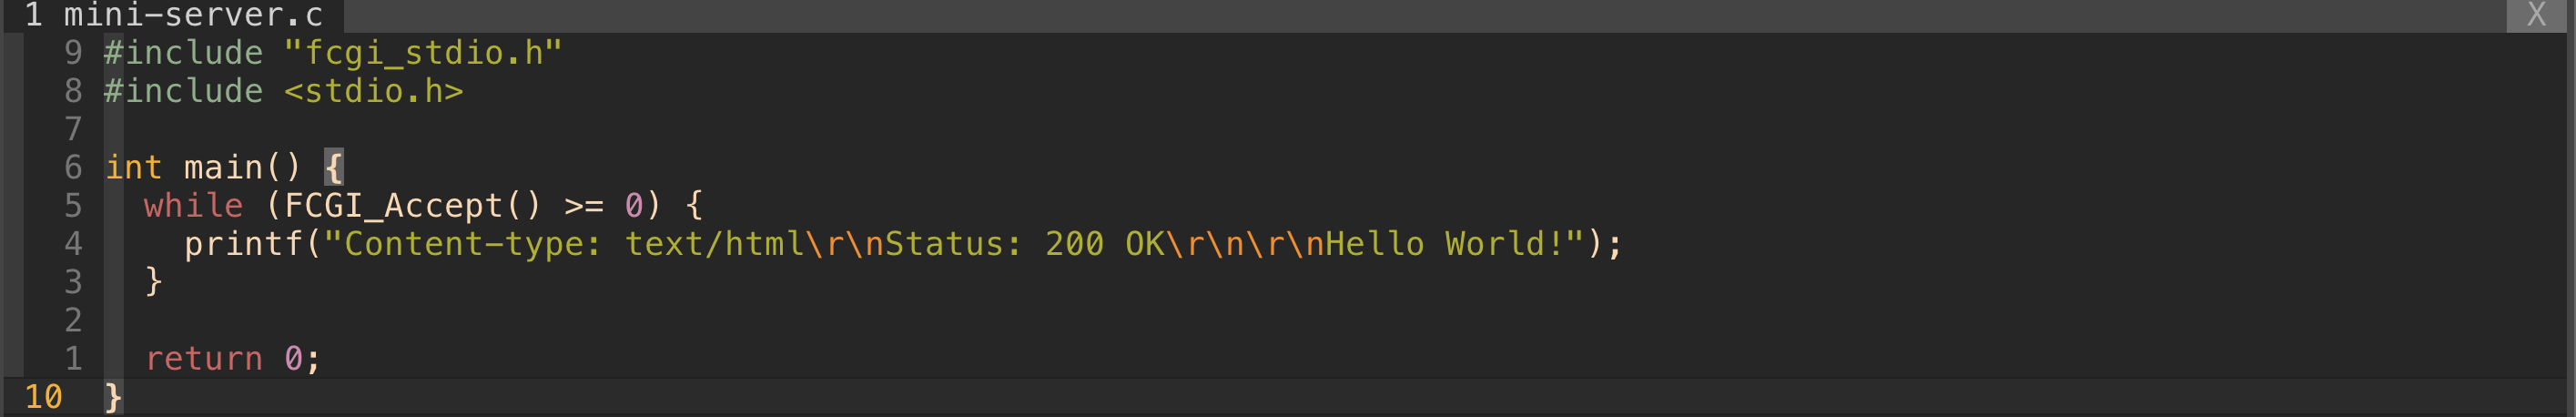 1 mini-server.c X
9 #include "fcgi_stdio.h"
8 #include <stdio.h>
7
6 int main() {
5   while (FCGI_Accept() >= 0) {
4     printf("Content-type: text/html\r\nStatus: 200 OK\r\n\r\nHello World!");
3   }
2
1   return 0;
10 }